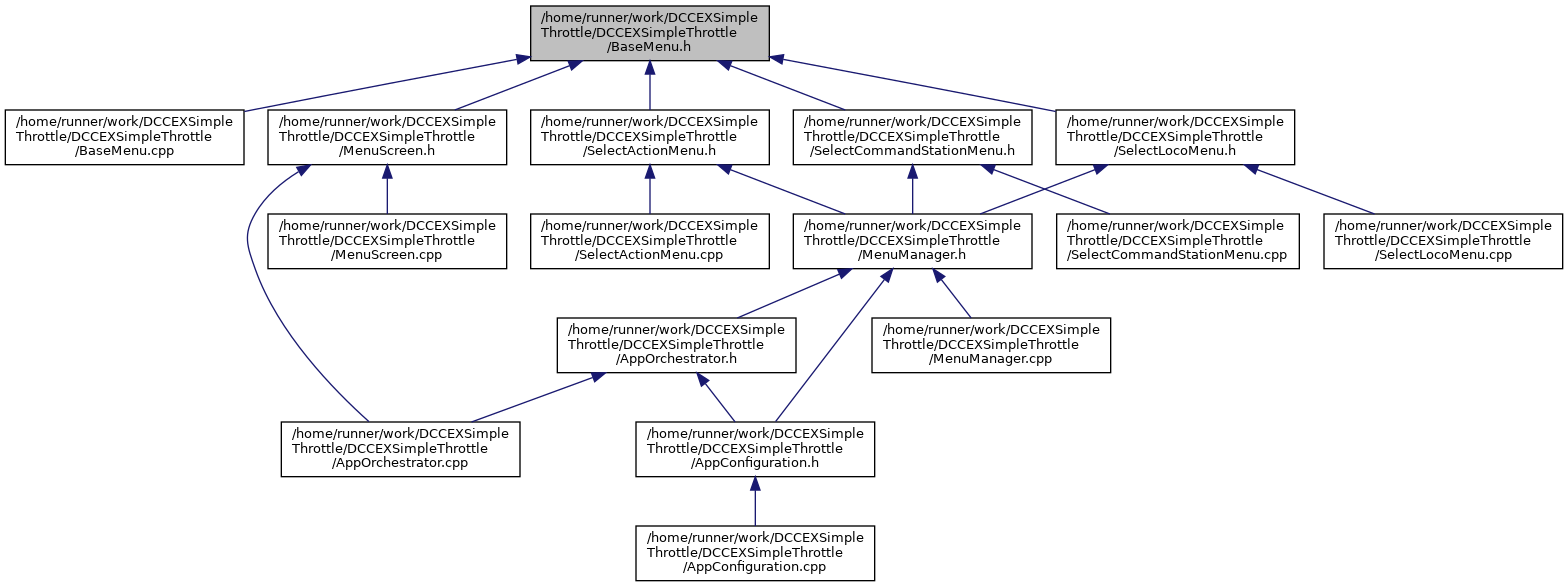 /home/runner/work/DCCEXSimple
Throttle/DCCEXSimpleThrottle
/BaseMenu.h
/home/runner/work/DCCEXSimple
Throttle/DCCEXSimpleThrottle
/BaseMenu.cpp
/home/runner/work/DCCEXSimple
Throttle/DCCEXSimpleThrottle
/MenuScreen.h
/home/runner/work/DCCEXSimple
Throttle/DCCEXSimpleThrottle
/SelectActionMenu.h
/home/runner/work/DCCEXSimple
Throttle/DCCEXSimpleThrottle
/SelectCommandStationMenu.h
/home/runner/work/DCCEXSimple
Throttle/DCCEXSimpleThrottle
/SelectLocoMenu.h
/home/runner/work/DCCEXSimple
Throttle/DCCEXSimpleThrottle
/MenuScreen.cpp
/home/runner/work/DCCEXSimple
Throttle/DCCEXSimpleThrottle
/SelectActionMenu.cpp
/home/runner/work/DCCEXSimple
Throttle/DCCEXSimpleThrottle
/MenuManager.h
/home/runner/work/DCCEXSimple
Throttle/DCCEXSimpleThrottle
/SelectCommandStationMenu.cpp
/home/runner/work/DCCEXSimple
Throttle/DCCEXSimpleThrottle
/SelectLocoMenu.cpp
/home/runner/work/DCCEXSimple
Throttle/DCCEXSimpleThrottle
/AppOrchestrator.h
/home/runner/work/DCCEXSimple
Throttle/DCCEXSimpleThrottle
/MenuManager.cpp
/home/runner/work/DCCEXSimple
Throttle/DCCEXSimpleThrottle
/AppOrchestrator.cpp
/home/runner/work/DCCEXSimple
Throttle/DCCEXSimpleThrottle
/AppConfiguration.h
/home/runner/work/DCCEXSimple
Throttle/DCCEXSimpleThrottle
/AppConfiguration.cpp